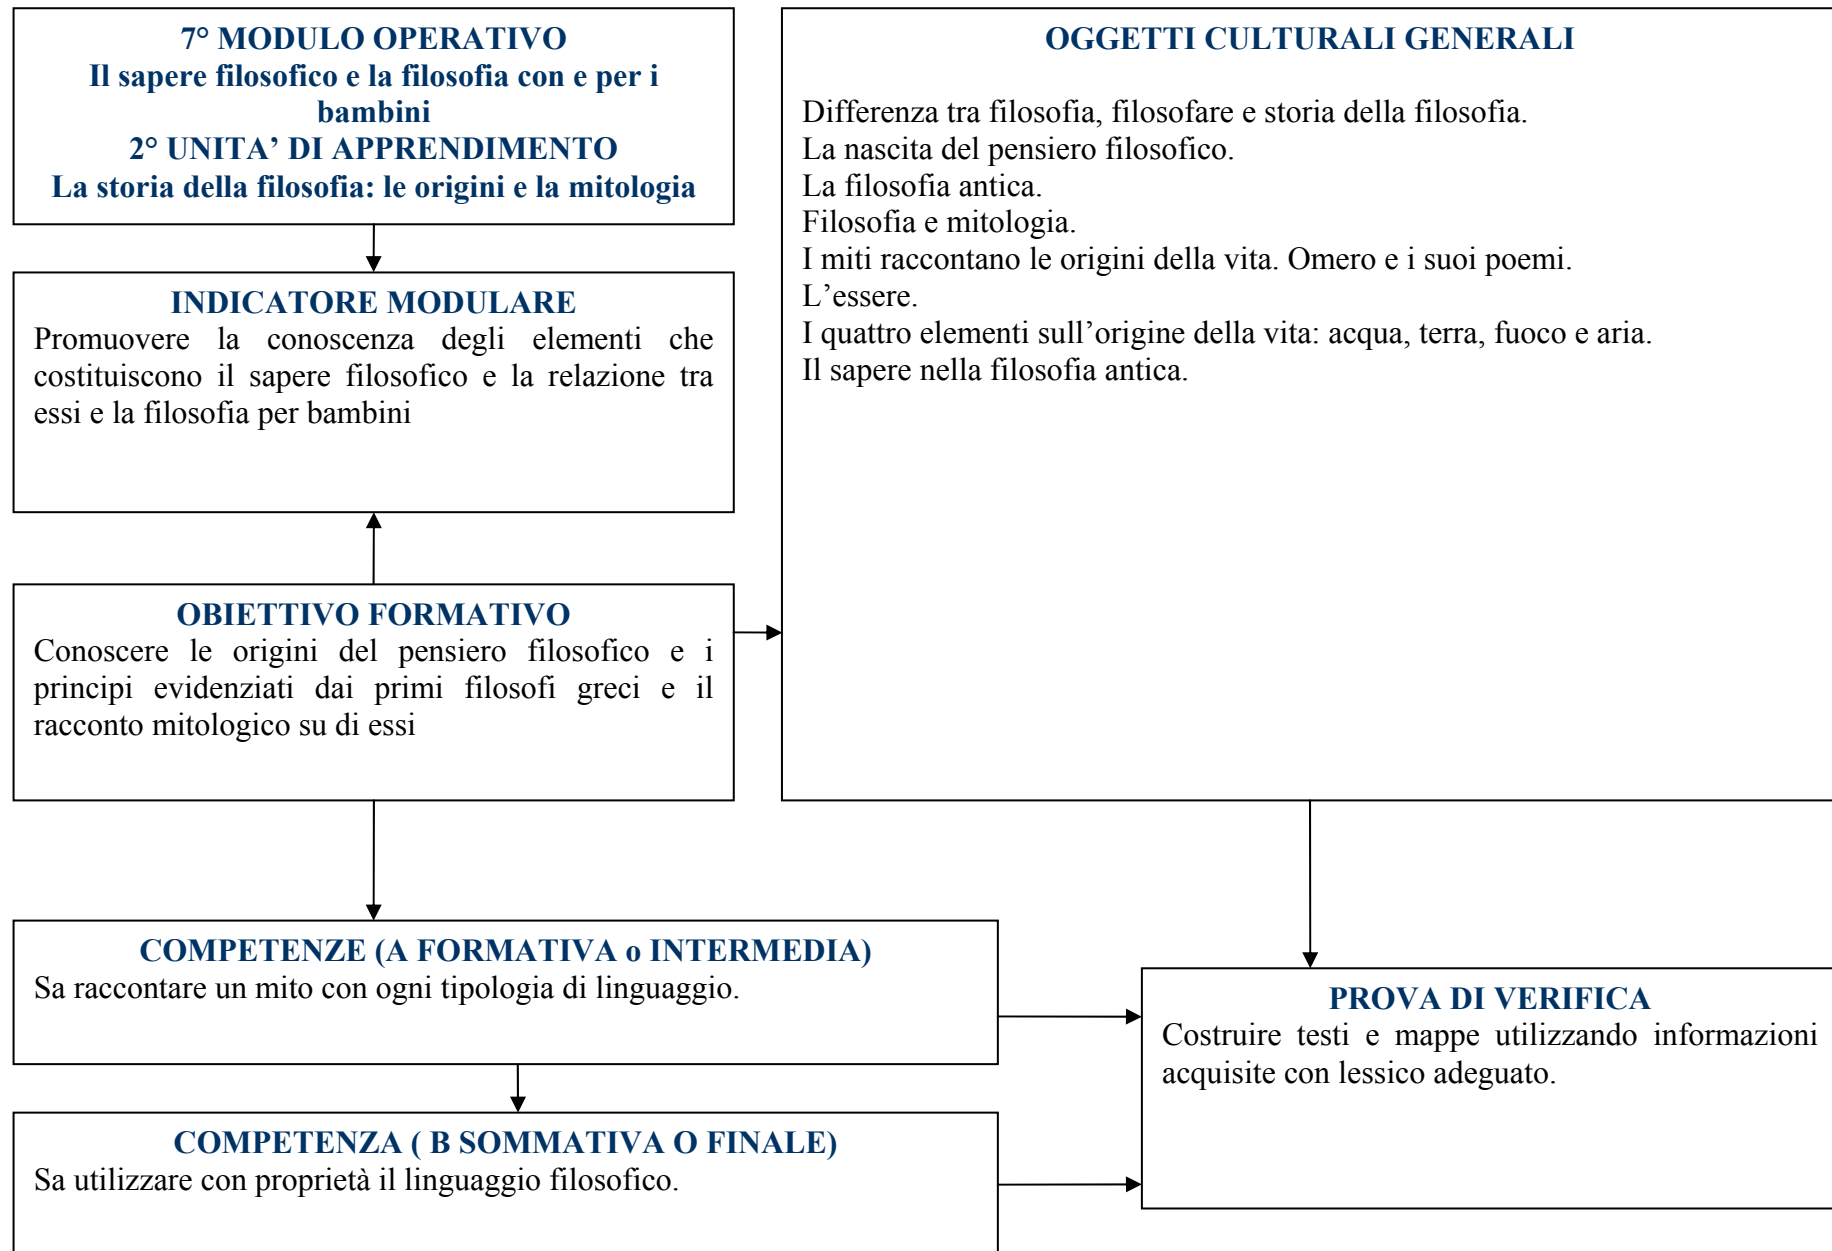 7° MODULO OPERATIVO
Il sapere filosofico e la filosofia con e per i
bambini
2° UNITA’ DI APPRENDIMENTO
La storia della filosofia: le origini e la mitologia
INDICATORE MODULARE
Promuovere la conoscenza degli elementi che
costituiscono il sapere filosofico e la relazione tra
essi e la filosofia per bambini
OBIETTIVO FORMATIVO
Conoscere le origini del pensiero filosofico e i
principi evidenziati dai primi filosofi greci e il
racconto mitologico su di essi
OGGETTI CULTURALI GENERALI
Differenza tra filosofia, filosofare e storia della filosofia.
La nascita del pensiero filosofico.
La filosofia antica.
Filosofia e mitologia.
I miti raccontano le origini della vita. Omero e i suoi poemi.
L’essere.
I quattro elementi sull’origine della vita: acqua, terra, fuoco e aria.
Il sapere nella filosofia antica.
COMPETENZE (A FORMATIVA o INTERMEDIA)
Sa raccontare un mito con ogni tipologia di linguaggio.
COMPETENZA ( B SOMMATIVA O FINALE)
Sa utilizzare con proprietà il linguaggio filosofico.
PROVA DI VERIFICA
Costruire testi e mappe utilizzando informazioni
acquisite con lessico adeguato.